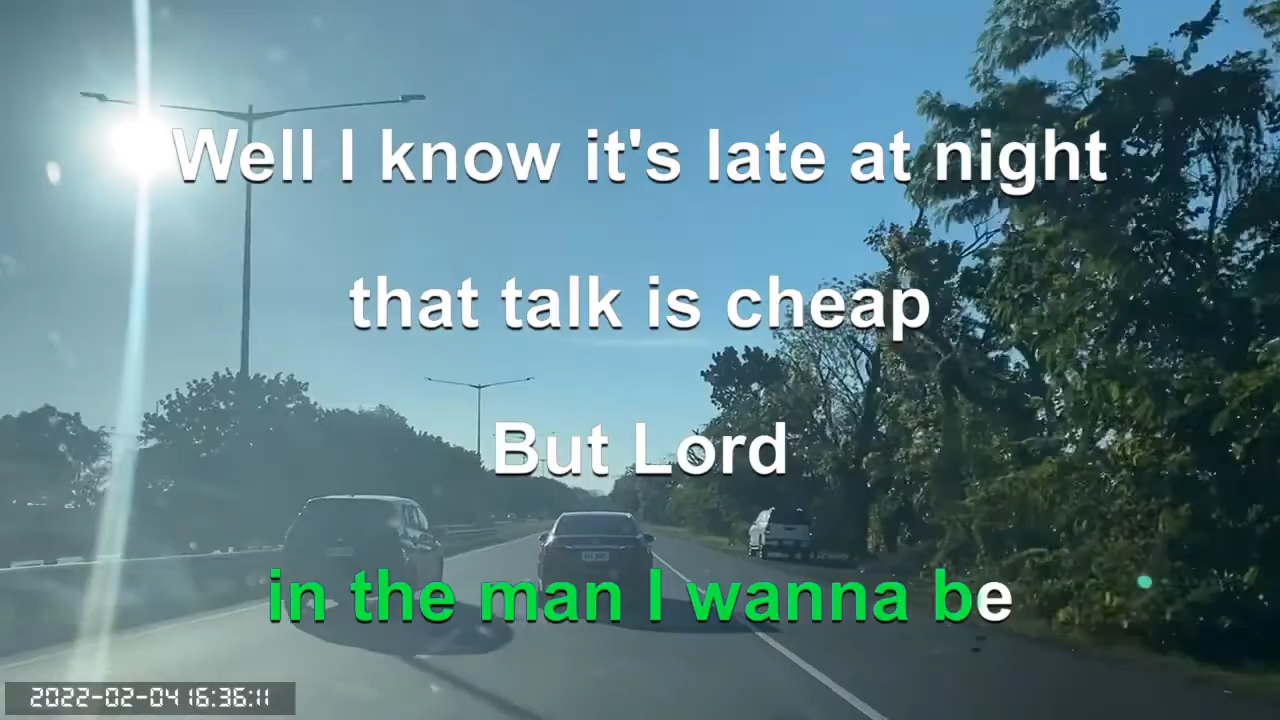 Well I know it's late at night
that talk is cheap
But Lord
in the man I wanna be
2022-02-04 16:36:11